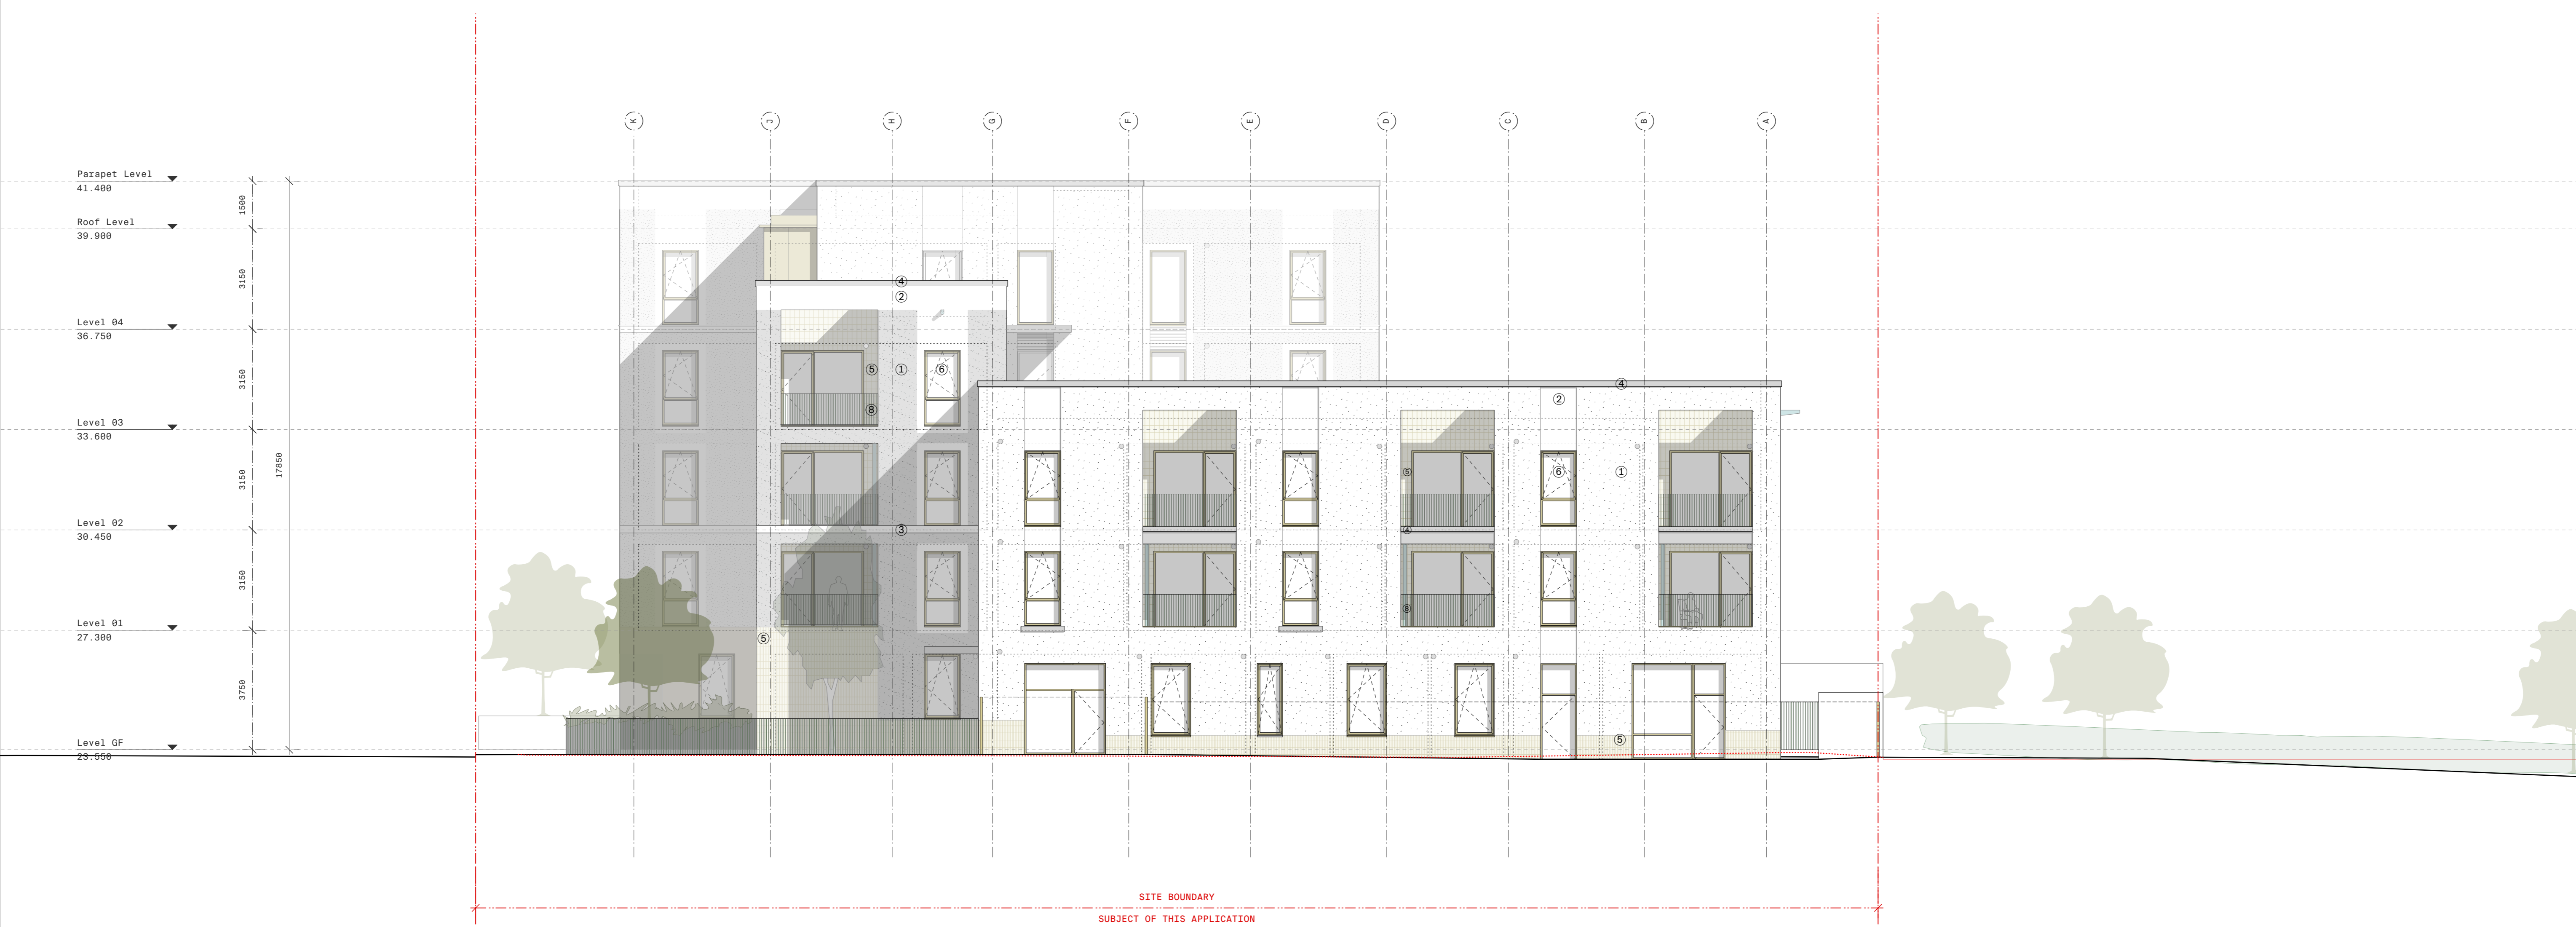 K J H G F E D C B A
Parapet Level
41.400
1500
Roof Level
39.900
3150
④
②
Level 04
36.750
3150
⑤ ① ⑥
④
②
⑧
Level 03
33.600
3150
17850
⑤ ⑥ ①
Level 02
30.450
③ ④
3150
⑧
Level 01
27.300
⑤
3750
⑤
Level GF
23.550
SITE BOUNDARY
SUBJECT OF THIS APPLICATION